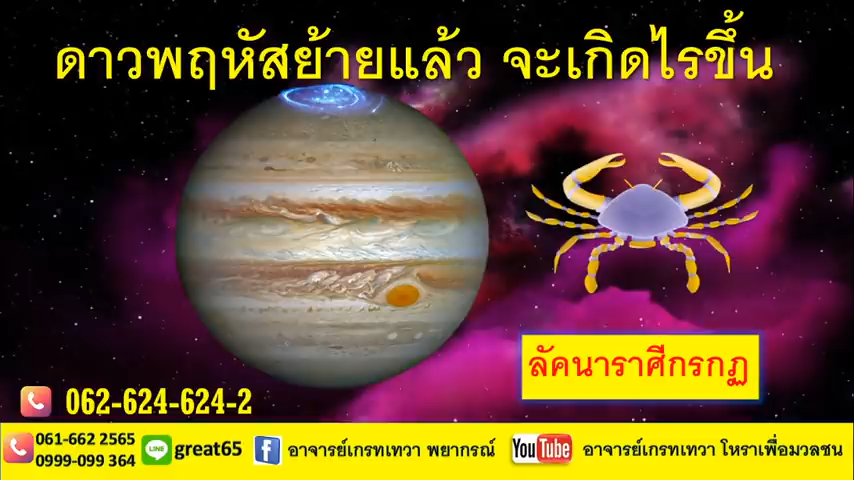 ดาวพฤหัสย้ายแล้ว จะเกิดไรขึ้น
ลัคนาราศีกรกฏ
062-624-624-2
061-662 2565
0999-099 364
LINE
great65
f
อาจารย์เกรทเทวา พยากรณ์
YouTube
อาจารย์เกรทเทวา โหราเพื่อมวลชน